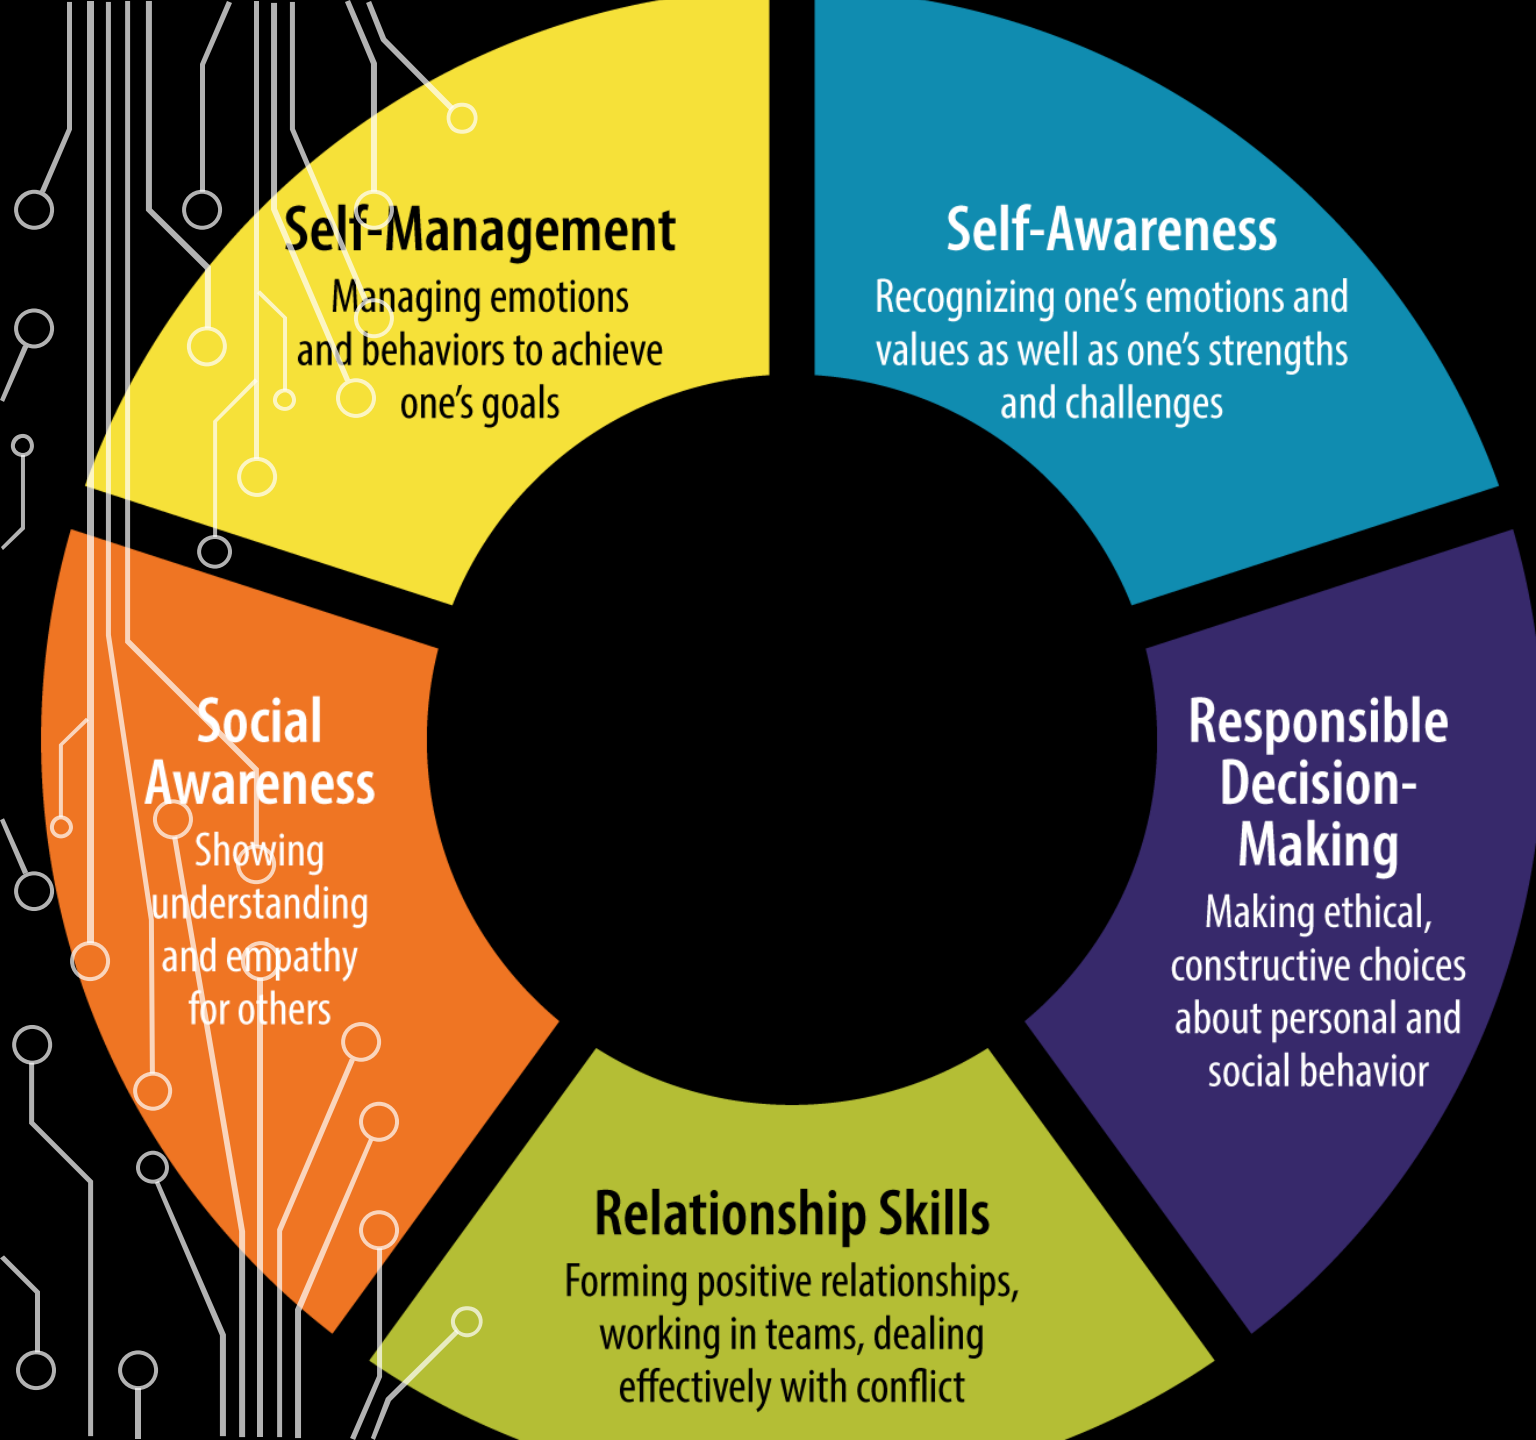 Self-Management
Managing emotions
and behaviors to achieve
one’s goals
Self-Awareness
Recognizing one’s emotions and
values as well as one’s strengths
and challenges
Social
Awareness
Showing
understanding
and empathy
for others
Responsible
Decision-
Making
Making ethical,
constructive choices
about personal and
social behavior
Relationship Skills
Forming positive relationships,
working in teams, dealing
effectively with conflict